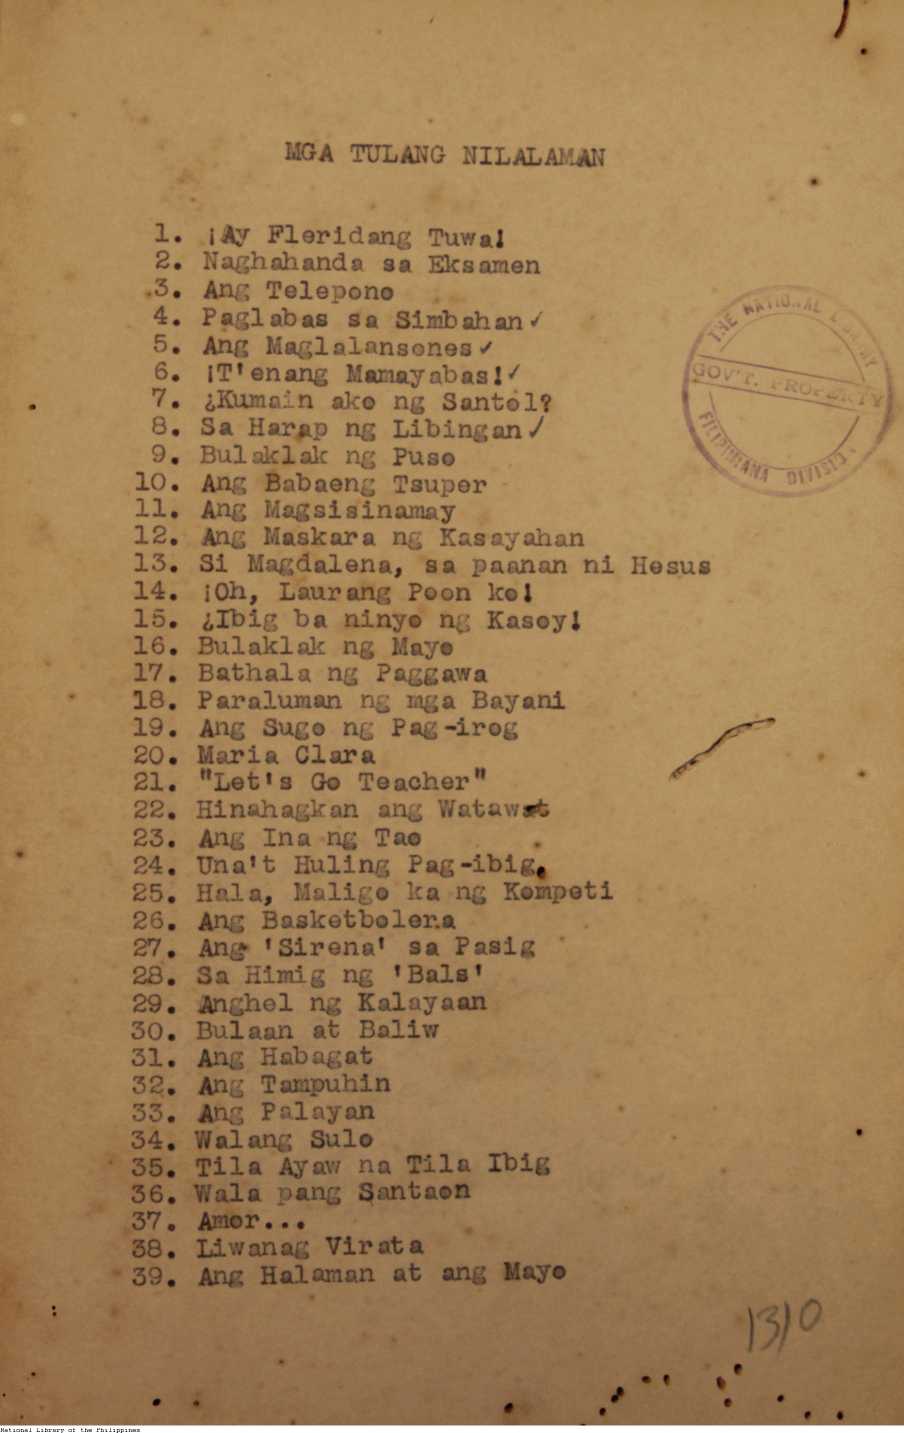 MGA TULANG NILALAMAN
1. ¡Ay Fleridang Tuwa!
2. Naghahanda sa Eksamen
3. Ang Telepono
4. Paglabas sa Simbahan ✓
5. Ang Maglalansones ✓
6. ¡T'enang Mamayabas! ✓
7. ¿Kumain ako ng Santol?
8. Sa Harap ng Libingan ✓
9. Bulaklak ng Puso
10. Ang Babaeng Tsuper
11. Ang Magsisinamay
12. Ang Maskara ng Kasayahan
13. Si Magdalena, sa paanan ni Hesus
14. ¡Oh, Laurang Poon ko!
15. ¿Ibig ba ninyo ng Kasoy!
16. Bulaklak ng Mayo
17. Bathala ng Paggawa
18. Paraluman ng mga Bayani
19. Ang Sugo ng Pag-irog
20. Maria Clara
21. "Let's Go Teacher"
22. Hinahagkan ang Watawat
23. Ang Ina ng Tao
24. Una't Huling Pag-ibig.
25. Hala, Maligo ka ng Kompeti
26. Ang Basketbolera
27. Ang 'Sirena' sa Pasig
28. Sa Himig ng 'Bals'
29. Anghel ng Kalayaan
30. Bulaan at Baliw
31. Ang Habagat
32. Ang Tampuhin
33. Ang Palayan
34. Walang Sulo
35. Tila Ayaw na Tila Ibig
36. Wala pang Santaon
37. Amor...
38. Liwanag Virata
39. Ang Halaman at ang Mayo
THE NATIONAL LIBRARY
GOV'T. PROPERTY
FILIPINIANA DIVISION
1310
National Library of the Philippines